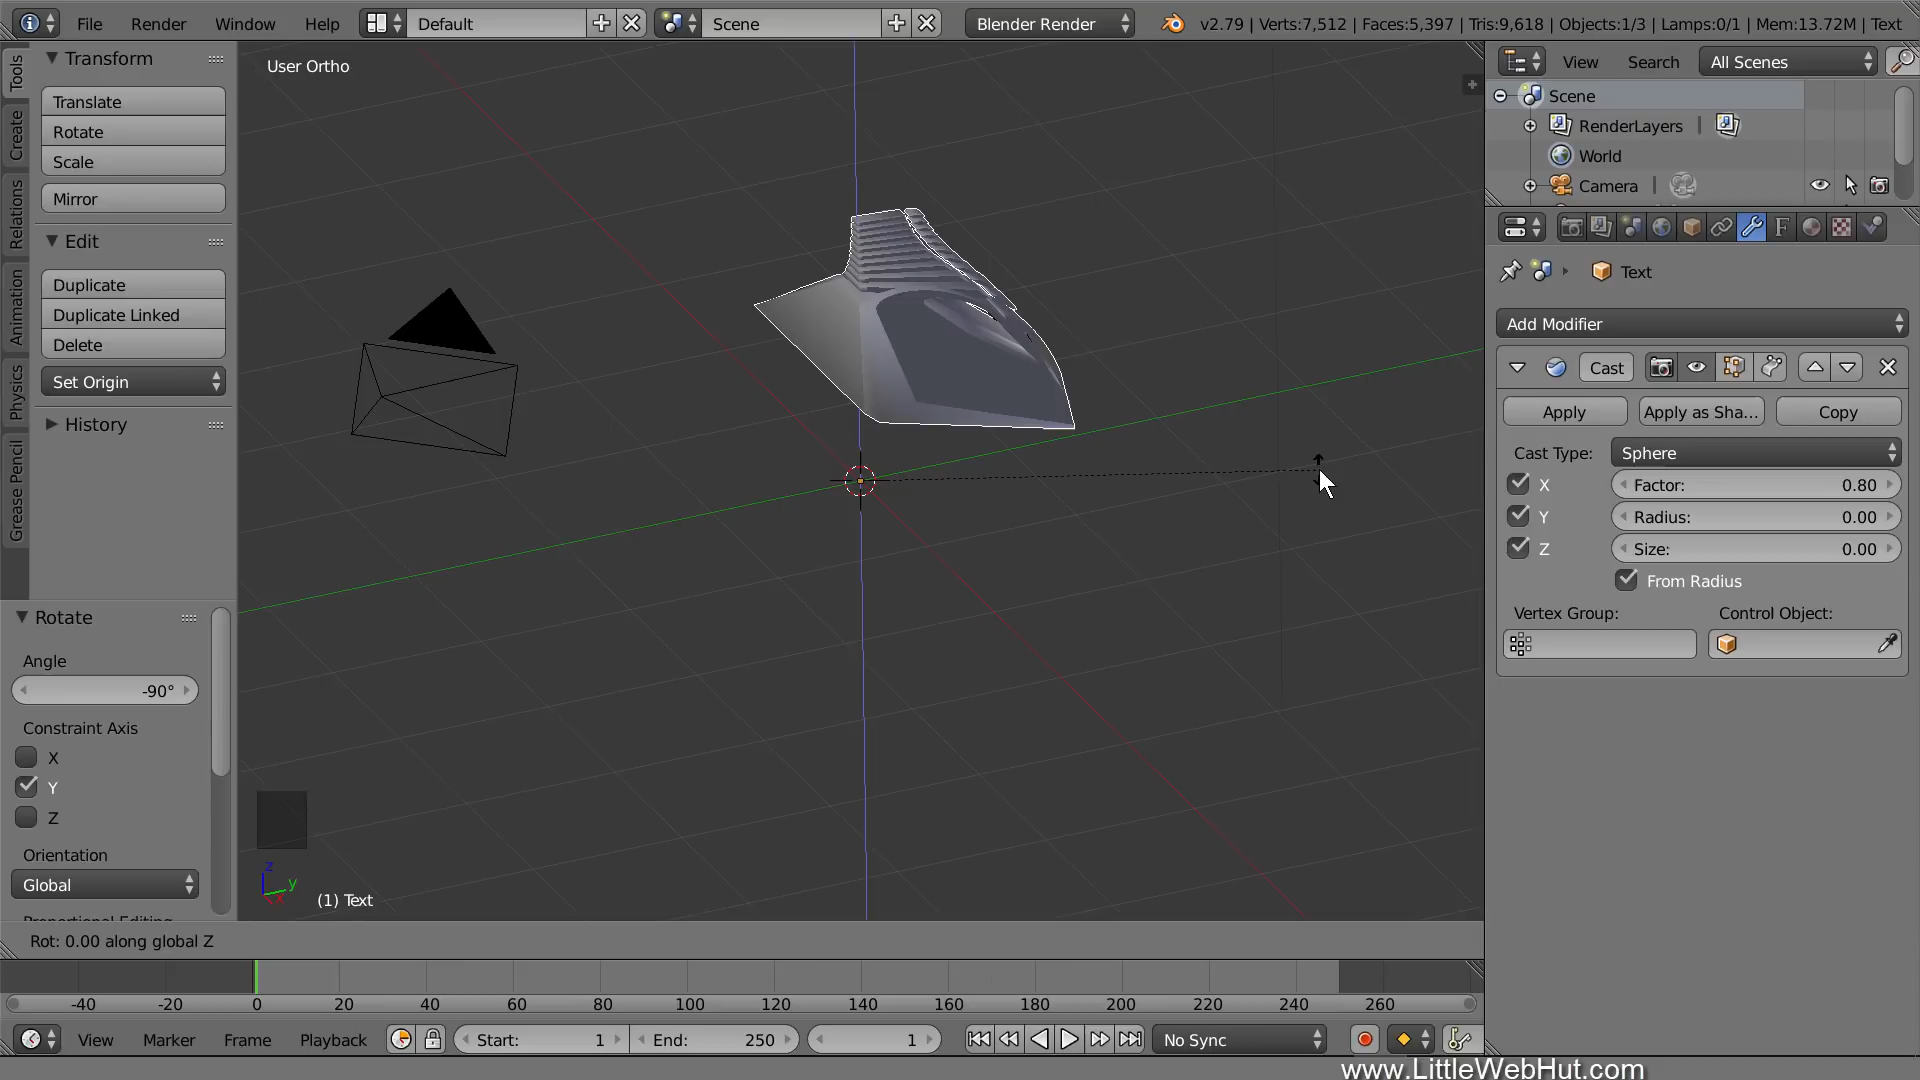 File Render Window Help Default Scene Blender Render v2.79 | Verts:7,512 | Faces:5,397 | Tris:9,618 | Objects:1/3 | Lamps:0/1 | Mem:13.72M | Text
Tools
Create
Relations
Animation
Physics
Grease Pencil
Transform
Translate
Rotate
Scale
Mirror
Edit
Duplicate
Duplicate Linked
Delete
Set Origin
History
Rotate
Angle
-90°
Constraint Axis
X
Y
Z
Orientation
Global
User Ortho
z
y
x
(1) Text
Rot: 0.00 along global Z
View Search All Scenes
Scene
RenderLayers |
World
Camera |
Text
Add Modifier
Cast
Apply Apply as Sha... Copy
Cast Type: Sphere
X Factor: 0.80
Y Radius: 0.00
Z Size: 0.00
From Radius
Vertex Group: Control Object:
-40 -20 0 20 40 60 80 100 120 140 160 180 200 220 240 260
View Marker Frame Playback Start: 1 End: 250 1 No Sync
www.LittleWebHut.com